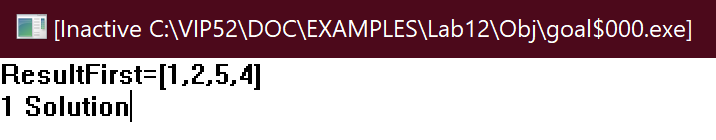 [Inactive C:\VIP52\DOC\EXAMPLES\Lab12\Obj\goal$000.exe]
ResultFirst=[1,2,5,4]
1 Solution